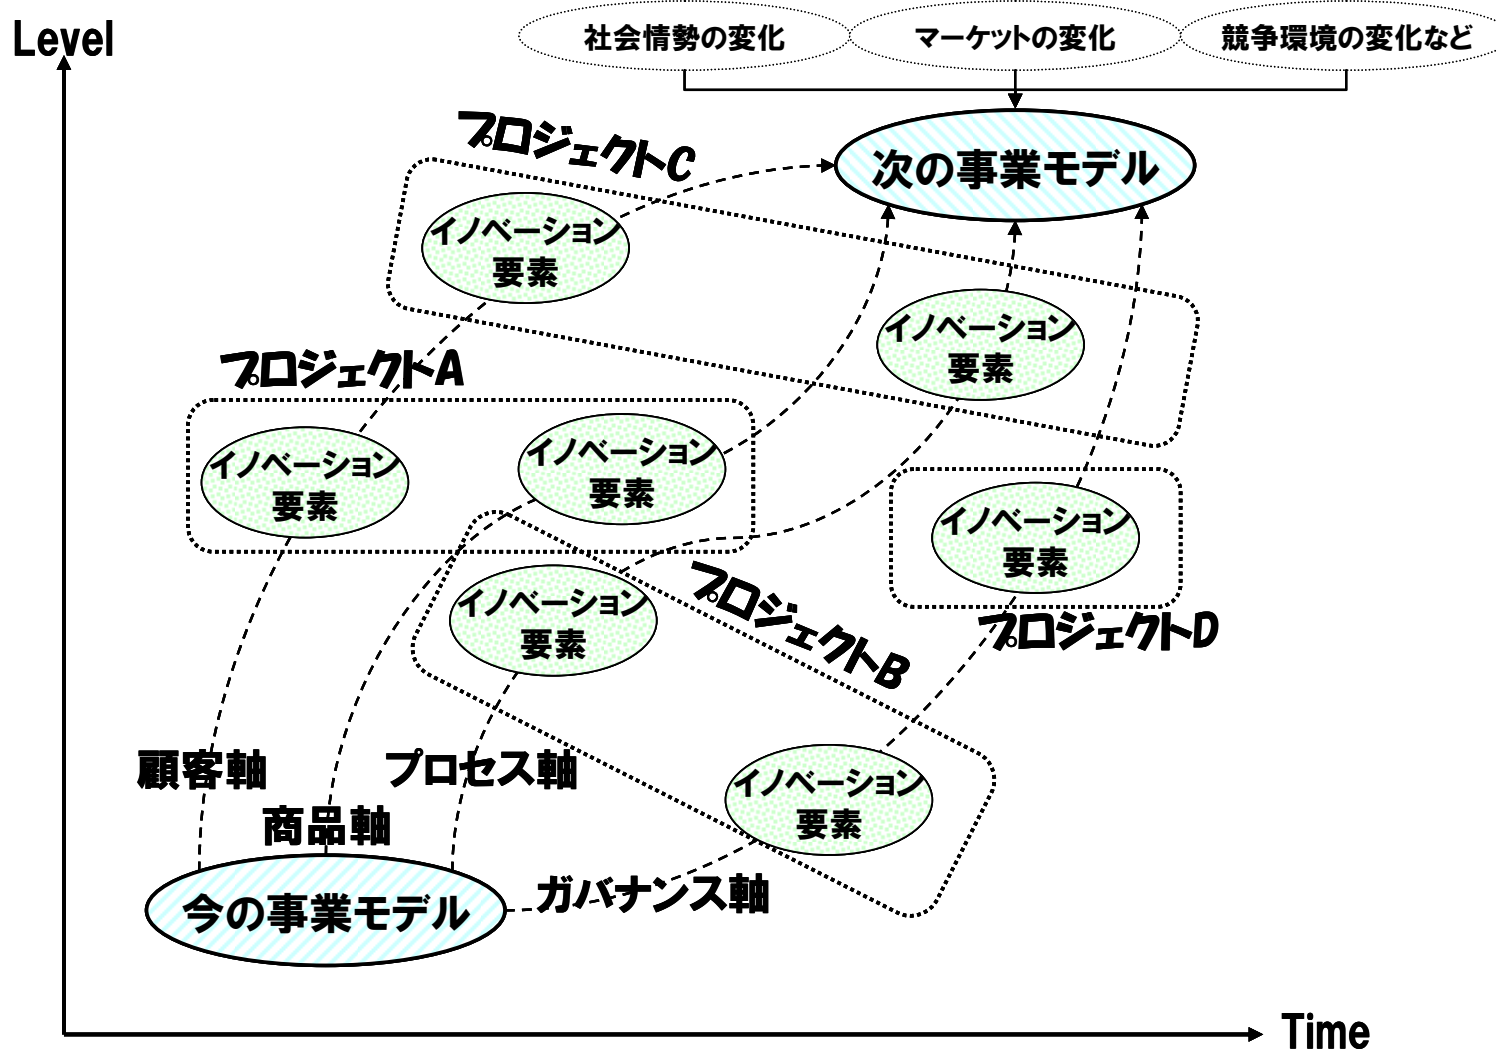 Level
社会情勢の変化
マーケットの変化
競争環境の変化など
次の事業モデル
プロジェクトC
イノベーション
要素
イノベーション
要素
プロジェクトA
イノベーション
要素
イノベーション
要素
イノベーション
要素
プロジェクトD
プロジェクトB
イノベーション
要素
イノベーション
要素
顧客軸
プロセス軸
商品軸
ガバナンス軸
今の事業モデル
Time